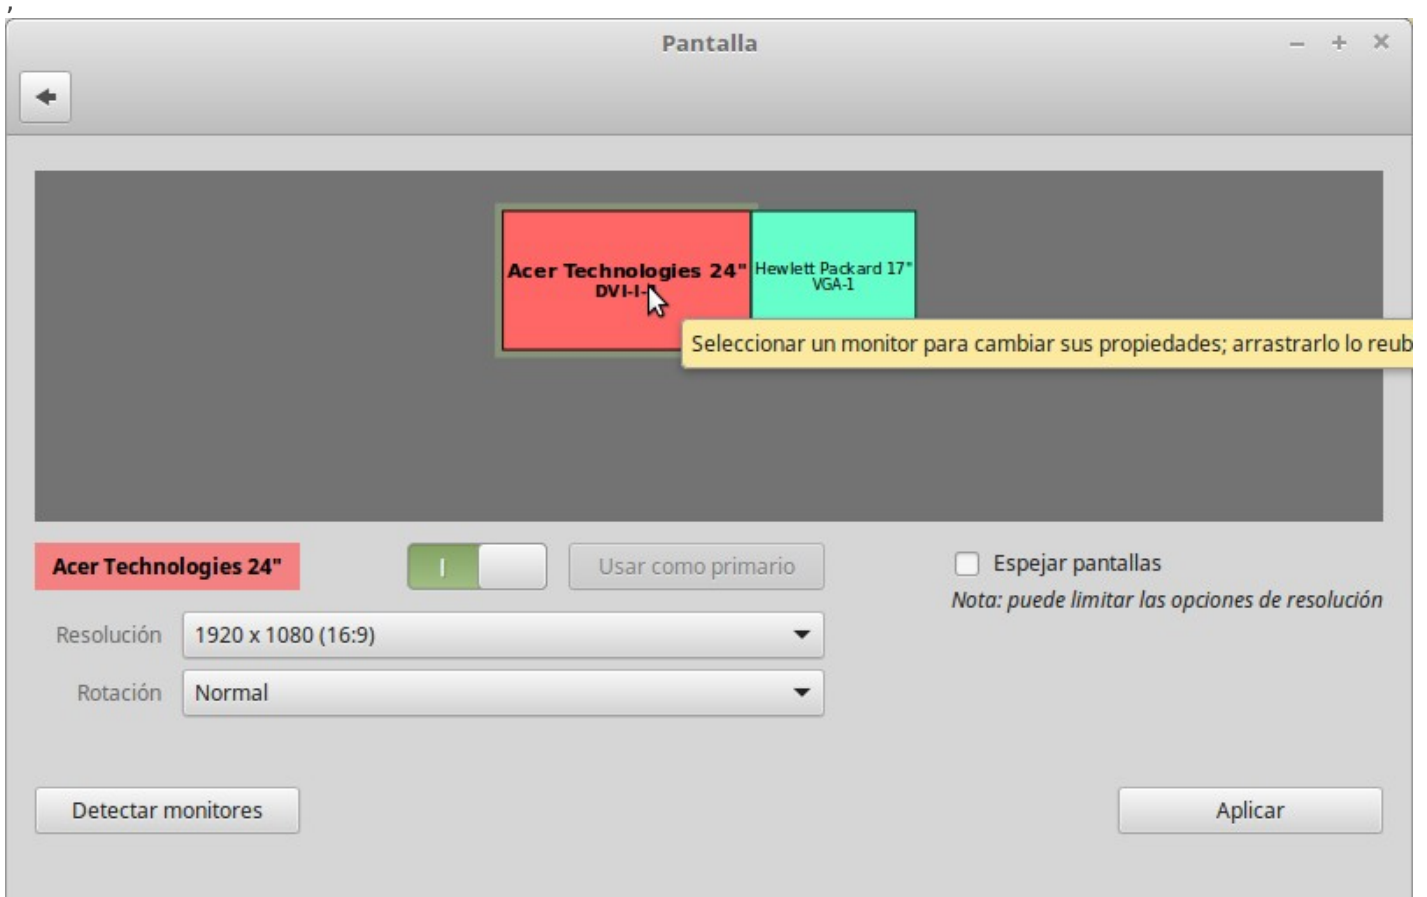 ,
Pantalla
Acer Technologies 24"
DVI-I-
Hewlett Packard 17"
VGA-1
Seleccionar un monitor para cambiar sus propiedades; arrastrarlo lo reub
Acer Technologies 24"
Usar como primario
Espejar pantallas
Nota: puede limitar las opciones de resolución
Resolución
1920 x 1080 (16:9)
Rotación
Normal
Detectar monitores
Aplicar